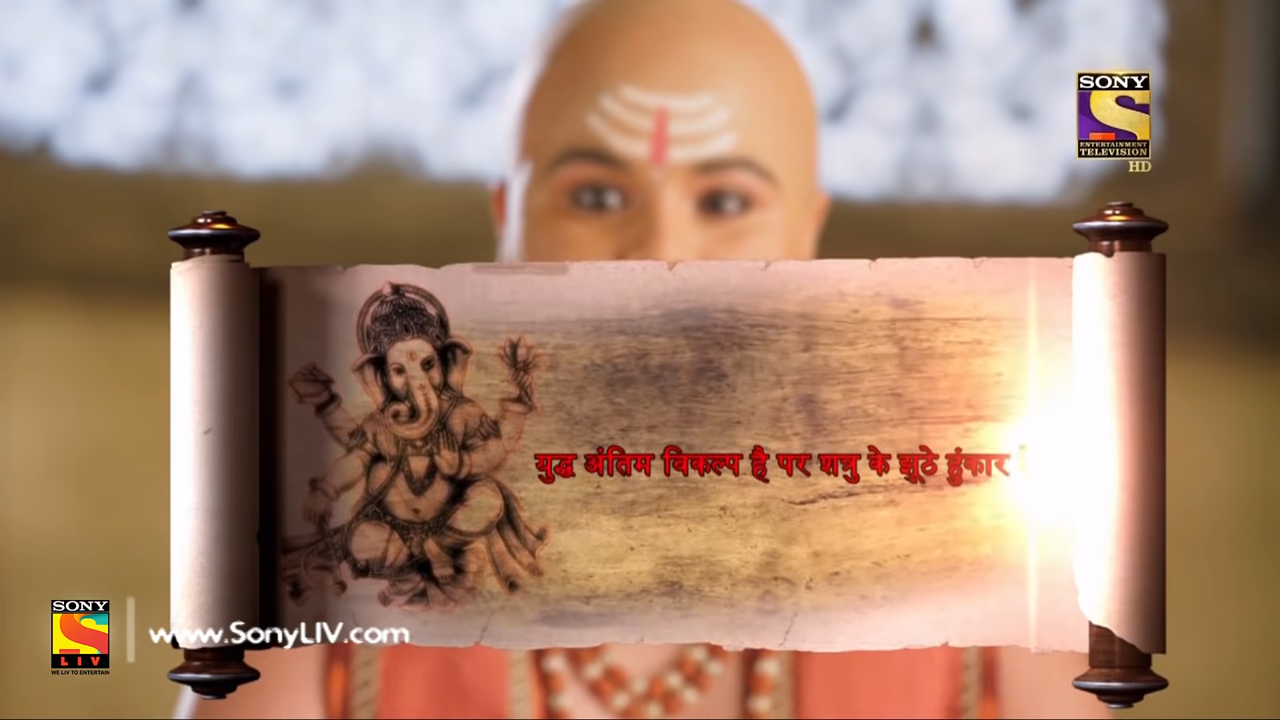 SONY
ENTERTAINMENT
TELEVISION
HD
युद्ध अंतिम विकल्प है पर शत्रु के झूठे हुंकार
SONY
LIV
WE LIV TO ENTERTAIN
www.SonyLIV.com